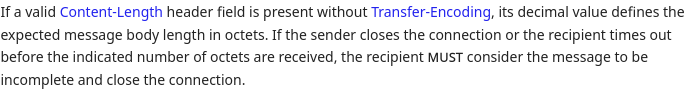 If a valid Content-Length header field is present without Transfer-Encoding, its decimal value defines the
expected message body length in octets. If the sender closes the connection or the recipient times out
before the indicated number of octets are received, the recipient MUST consider the message to be
incomplete and close the connection.